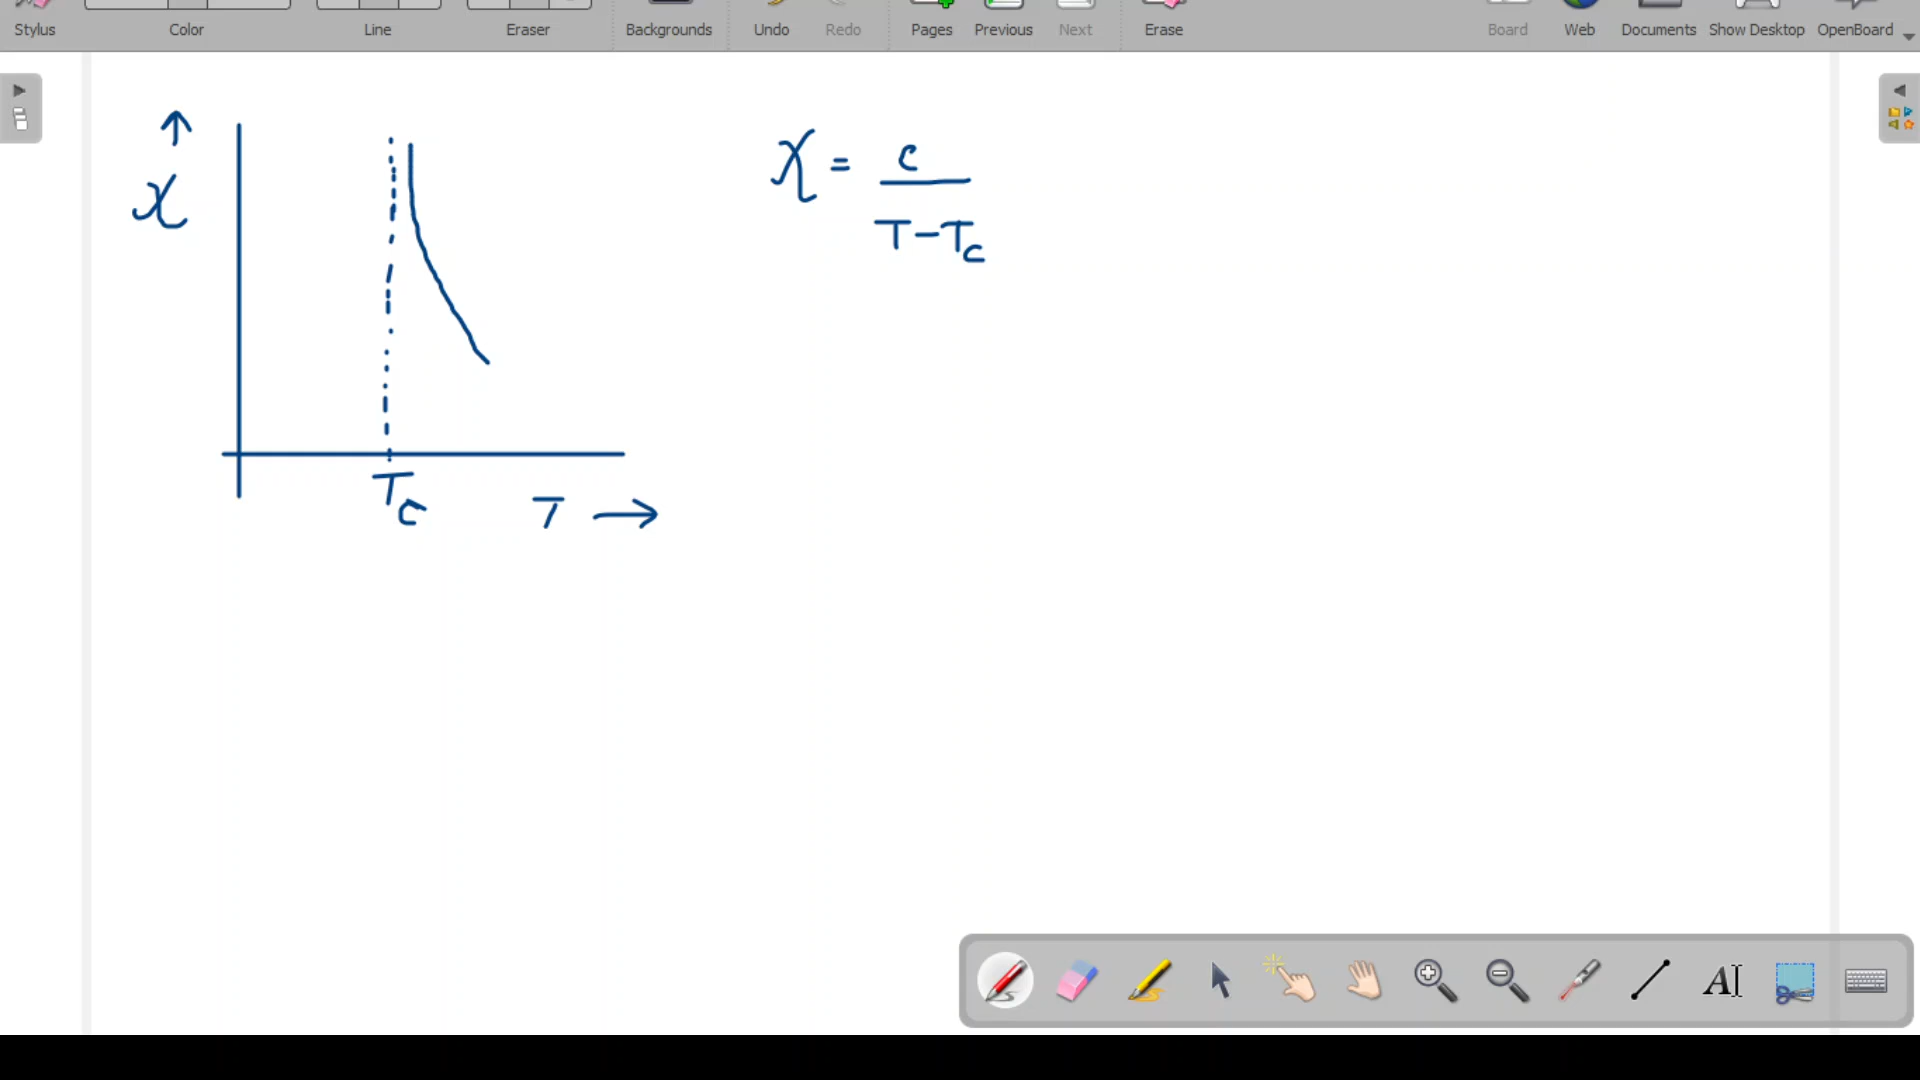 Stylus Color Line Eraser Backgrounds Undo Redo Pages Previous Next Erase Board Web Documents Show Desktop OpenBoard
χ
χ = c
T-Tc
Tc
T →
AI